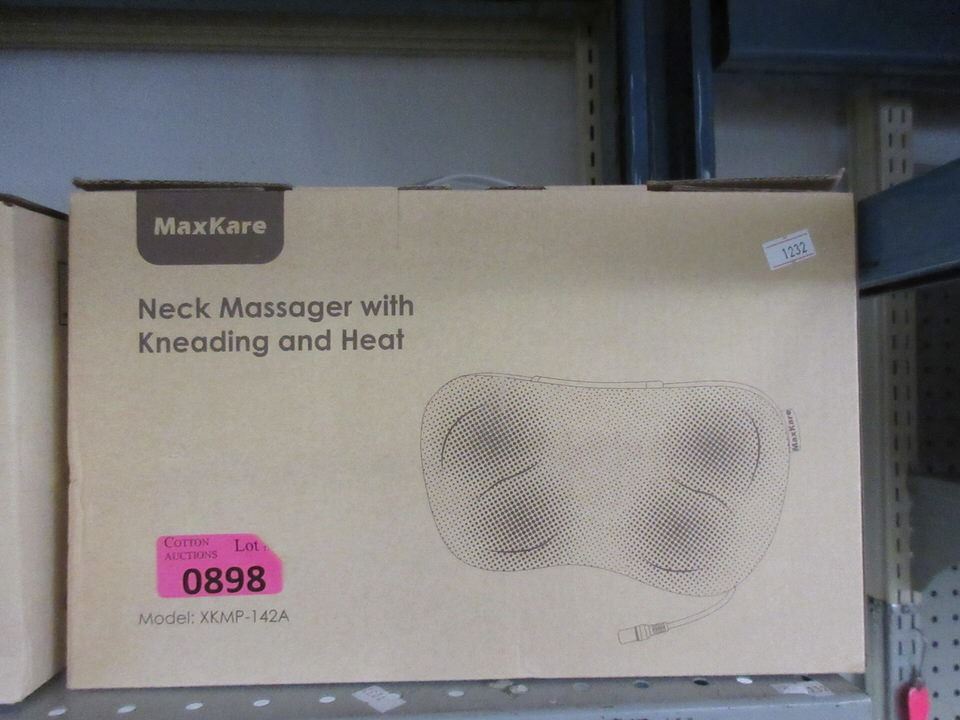 MaxKare
1232
Neck Massager with
Kneading and Heat
MaxKare
COTTON
AUCTIONS
Lot
0898
Model: XKMP-142A